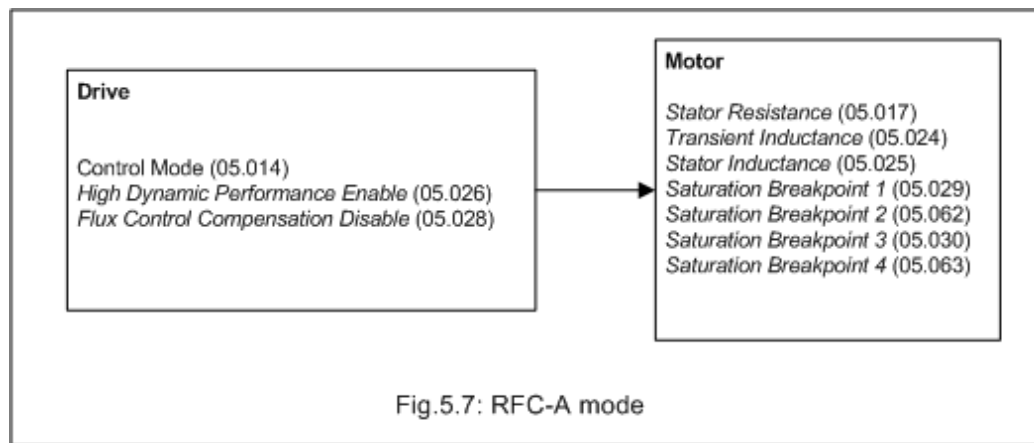 Drive
Control Mode (05.014)
High Dynamic Performance Enable (05.026)
Flux Control Compensation Disable (05.028)
Motor
Stator Resistance (05.017)
Transient Inductance (05.024)
Stator Inductance (05.025)
Saturation Breakpoint 1 (05.029)
Saturation Breakpoint 2 (05.062)
Saturation Breakpoint 3 (05.030)
Saturation Breakpoint 4 (05.063)
Fig.5.7: RFC-A mode